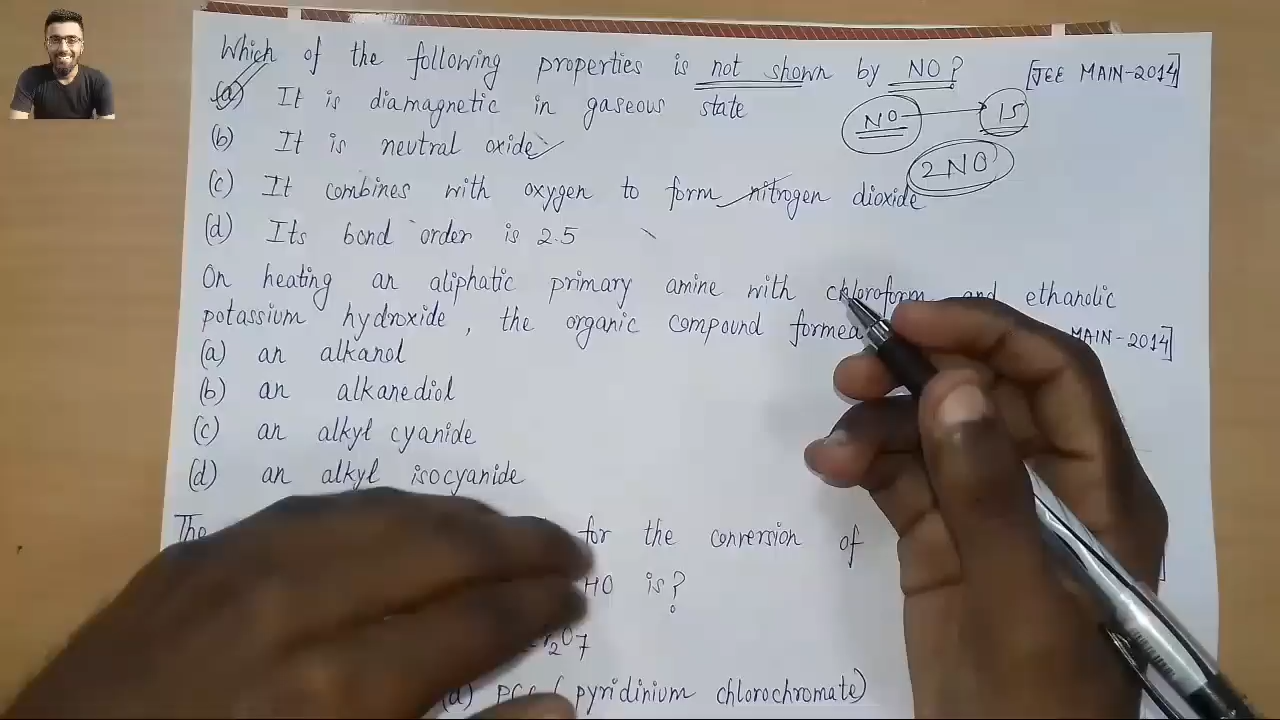 Which of the following properties is not shown by NO? [JEE MAIN-2014]
(a) It is diamagnetic in gaseous state
NO 15
(b) It is neutral oxide
2NO
(c) It combines with oxygen to form nitrogen dioxide
(d) Its bond order is 2.5
On heating an aliphatic primary amine with chloroform and ethanolic
potassium hydroxide, the organic compound formed MAIN-2014]
(a) an alkanol
(b) an alkanediol
(c) an alkyl cyanide
(d) an alkyl isocyanide
The for the conversion of
HO is?
2O7
(d) PCC (pyridinium chlorochromate)